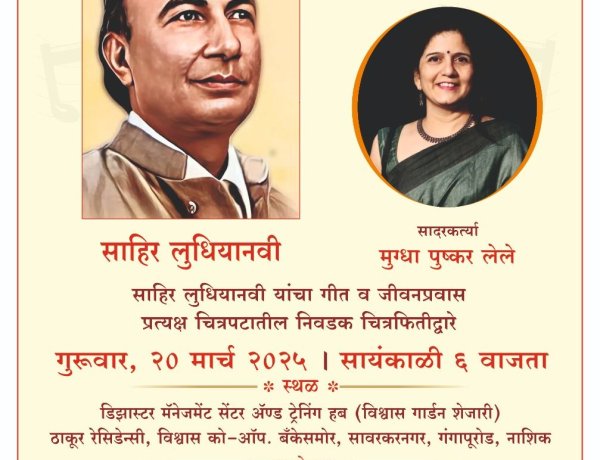 साहिर लुधियानवी
सादरकर्त्या
मुग्धा पुष्कर लेले
साहिर लुधियानवी यांचा गीत व जीवनप्रवास
प्रत्यक्ष चित्रपटातील निवडक चित्रफितीद्वारे
गुरूवार, २० मार्च २०२५ । सायंकाळी ६ वाजता
* स्थळ *
डिझास्टर मॅनेजमेंट सेंटर ॲण्ड ट्रेनिंग हब (विश्वास गार्डन शेजारी)
ठाकूर रेसिडेन्सी, विश्वास को-ऑप. बँकेसमोर, सावरकरनगर, गंगापूरोड, नाशिक